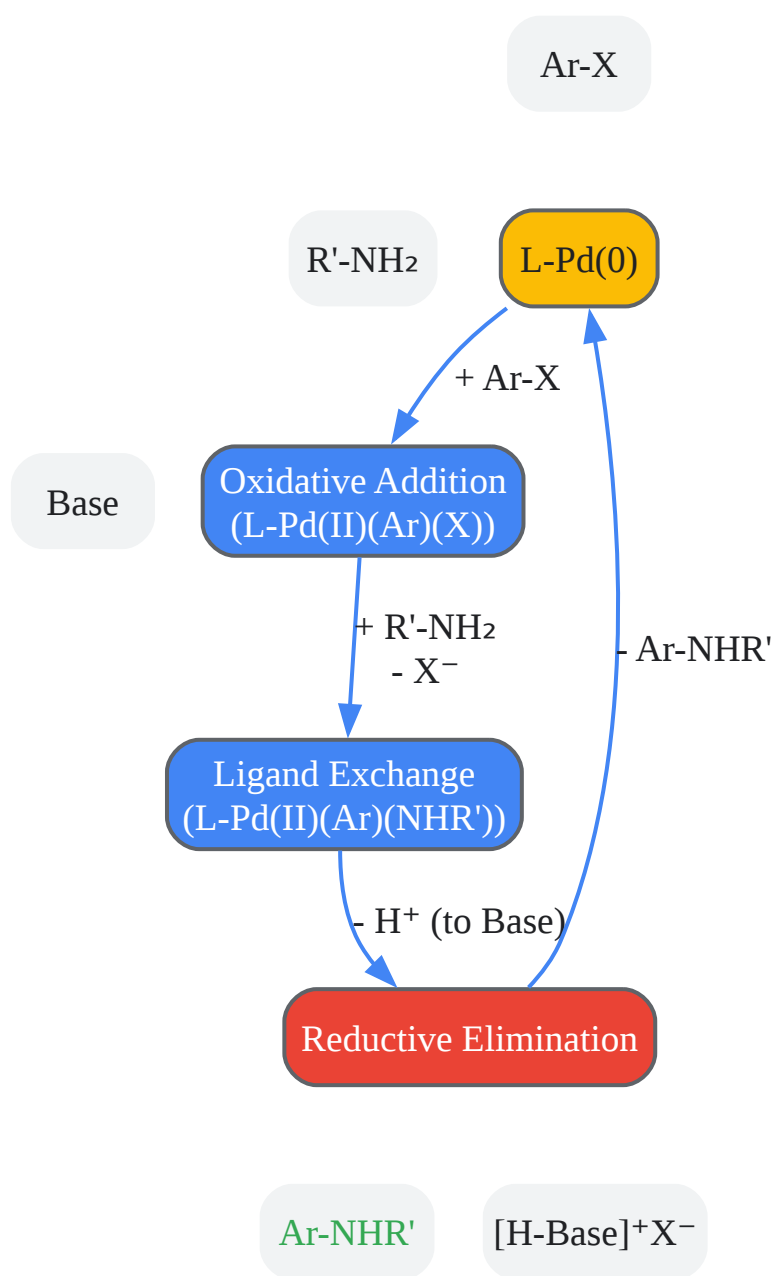 Ar-X
R'-NH₂
L-Pd(0)
+ Ar-X
Base
Oxidative Addition
(L-Pd(II)(Ar)(X))
+ R'-NH₂
- X⁻
- Ar-NHR'
Ligand Exchange
(L-Pd(II)(Ar)(NHR'))
- H⁺ (to Base)
Reductive Elimination
Ar-NHR'
[H-Base]⁺X⁻